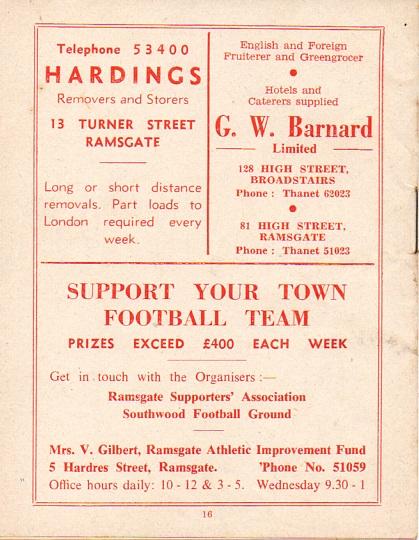 Telephone 53400
HARDINGS
Removers and Storers
13 TURNER STREET
RAMSGATE
Long or short distance
removals. Part loads to
London required every
week.
English and Foreign
Fruiterer and Greengrocer
Hotels and
Caterers supplied
G. W. Barnard
Limited
128 HIGH STREET,
BROADSTAIRS
Phone : Thanet 62023
81 HIGH STREET,
RAMSGATE
Phone : Thanet 51023
SUPPORT YOUR TOWN
FOOTBALL TEAM
PRIZES EXCEED £400 EACH WEEK
Get in touch with the Organisers :—
Ramsgate Supporters' Association
Southwood Football Ground
Mrs. V. Gilbert, Ramsgate Athletic Improvement Fund
5 Hardres Street, Ramsgate. 'Phone No. 51059
Office hours daily: 10 - 12 & 3 - 5. Wednesday 9.30 - 1
16